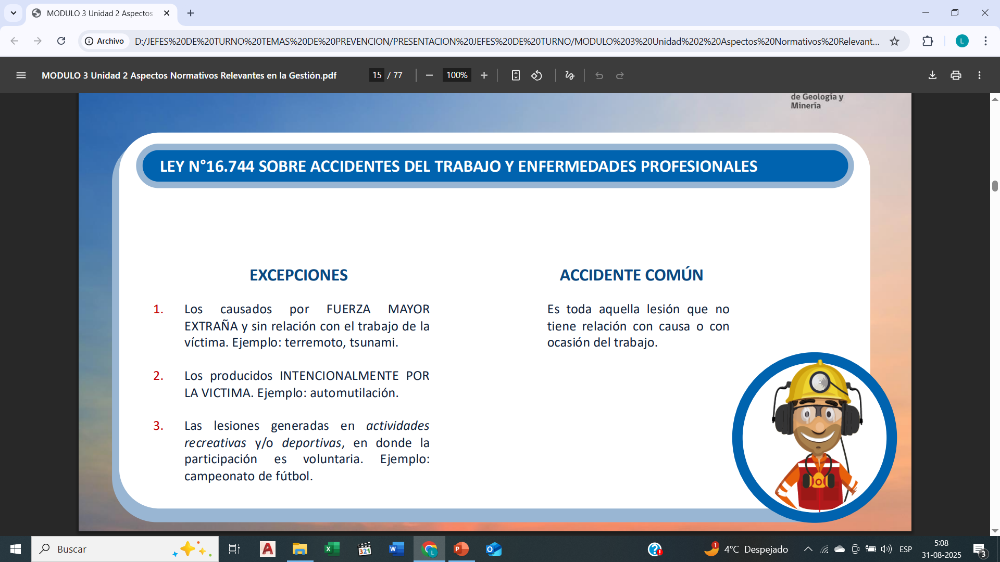 MODULO 3 Unidad 2 Aspectos
Archivo
D:/JEFES%20DE%20TURNO%20TEMAS%20DE%20PREVENCION/PRESENTACION%20JEFES%20DE%20TURNO/MODULO%203%20Unidad%202%20Aspectos%20Normativos%20Relevant...
L
MODULO 3 Unidad 2 Aspectos Normativos Relevantes en la Gestión.pdf
15 / 77
100%
de Geología y
Minería
LEY N°16.744 SOBRE ACCIDENTES DEL TRABAJO Y ENFERMEDADES PROFESIONALES
EXCEPCIONES
1. Los causados por FUERZA MAYOR
EXTRAÑA y sin relación con el trabajo de la
víctima. Ejemplo: terremoto, tsunami.
2. Los producidos INTENCIONALMENTE POR
LA VICTIMA. Ejemplo: automutilación.
3. Las lesiones generadas en actividades
recreativas y/o deportivas, en donde la
participación es voluntaria. Ejemplo:
campeonato de fútbol.
ACCIDENTE COMÚN
Es toda aquella lesión que no
tiene relación con causa o con
ocasión del trabajo.
Buscar
321
1
4°C Despejado
ESP
5:08
31-08-2025
3